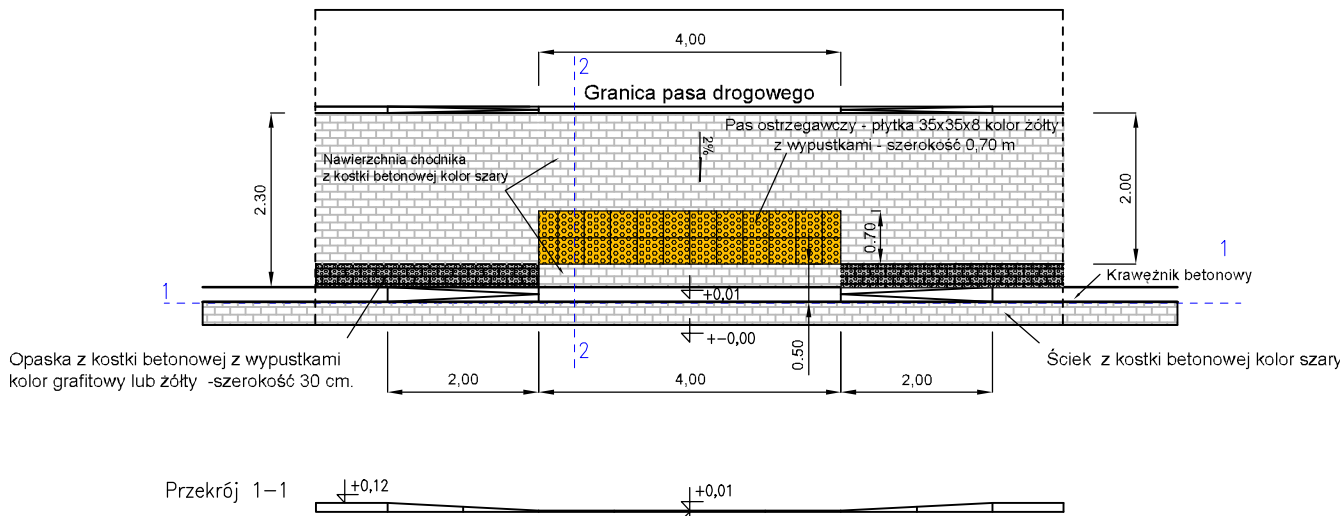 4,00
2
Granica pasa drogowego
Pas ostrzegawczy - płytka 35x35x8 kolor żółty
z wypustkami - szerokość 0,70 m
2%
Nawierzchnia chodnika
z kostki betonowej kolor szary
2.30
2.00
0.70
1
1
Krawężnik betonowy
+0,01
+-0,00
0.50
2
Opaska z kostki betonowej z wypustkami
kolor grafitowy lub żółty -szerokość 30 cm.
Ściek z kostki betonowej kolor szary
2,00
4,00
2,00
Przekrój 1-1
+0,12
+0,01